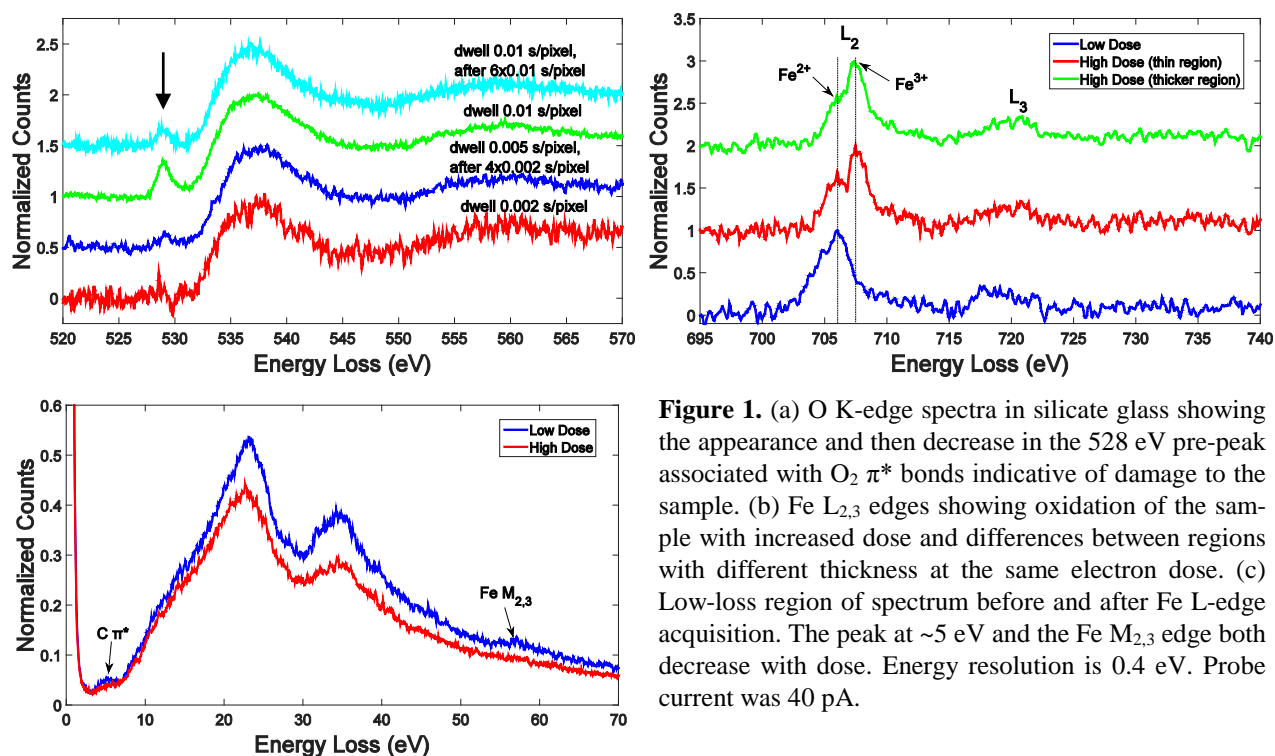 2.5
2
1.5
1
0.5
0
Normalized Counts
dwell 0.01 s/pixel,
after 6x0.01 s/pixel
dwell 0.01 s/pixel
dwell 0.005 s/pixel,
after 4x0.002 s/pixel
dwell 0.002 s/pixel
520 525 530 535 540 545 550 555 560 565 570
Energy Loss (eV)
3.5
3
2.5
2
1.5
1
0.5
0
Normalized Counts
L2
Fe2+
Fe3+
L3
Low Dose
High Dose (thin region)
High Dose (thicker region)
695 700 705 710 715 720 725 730 735 740
Energy Loss (eV)
0.6
0.5
0.4
0.3
0.2
0.1
0
Normalized Counts
Low Dose
High Dose
C π*
Fe M2,3
0 10 20 30 40 50 60 70
Energy Loss (eV)
Figure 1. (a) O K-edge spectra in silicate glass showing
the appearance and then decrease in the 528 eV pre-peak
associated with O2 π* bonds indicative of damage to the
sample. (b) Fe L2,3 edges showing oxidation of the sam-
ple with increased dose and differences between regions
with different thickness at the same electron dose. (c)
Low-loss region of spectrum before and after Fe L-edge
acquisition. The peak at ~5 eV and the Fe M2,3 edge both
decrease with dose. Energy resolution is 0.4 eV. Probe
current was 40 pA.